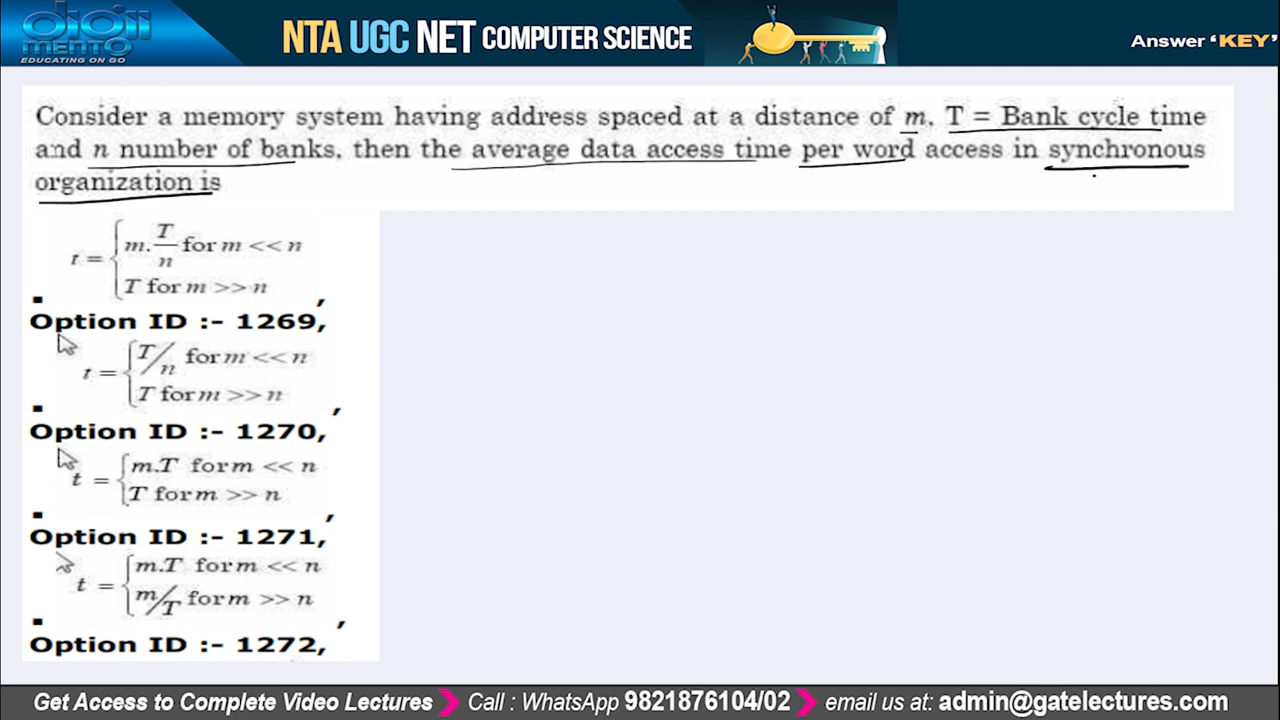 didii
MENTO
EDUCATING ON GO
NTA UGC NET COMPUTER SCIENCE
Answer ‘KEY’
Consider a memory system having address spaced at a distance of m, T = Bank cycle time
and n number of banks, then the average data access time per word access in synchronous
organization is
t = { m. T/n for m << n
T for m >> n
Option ID :- 1269,
t = { T/n for m << n
T for m >> n
Option ID :- 1270,
t = { m.T for m << n
T for m >> n
Option ID :- 1271,
t = { m.T for m << n
m/T for m >> n
Option ID :- 1272,
Get Access to Complete Video Lectures Call : WhatsApp 9821876104/02 email us at: admin@gatelectures.com